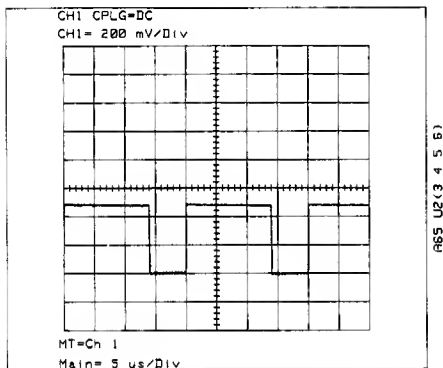 CH1 CPLG=DC
CH1= 200 mV/Div
A65 U2(3 4 5 6)
MT=Ch 1
Main= 5 us/Div